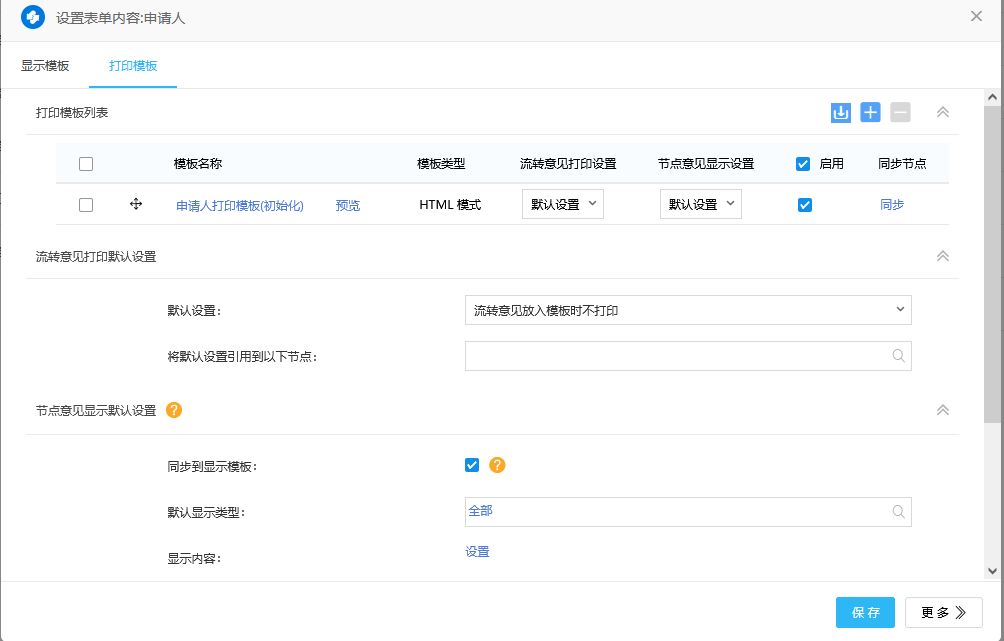 设置表单内容:申请人
显示模板 打印模板
打印模板列表
模板名称 模板类型 流转意见打印设置 节点意见显示设置 启用 同步节点
申请人打印模板(初始化) 预览 HTML 模式 默认设置 默认设置 同步
流转意见打印默认设置
默认设置: 流转意见放入模板时不打印
将默认设置引用到以下节点:
节点意见显示默认设置 ?
同步到显示模板: ?
默认显示类型: 全部
显示内容: 设置
保存 更多